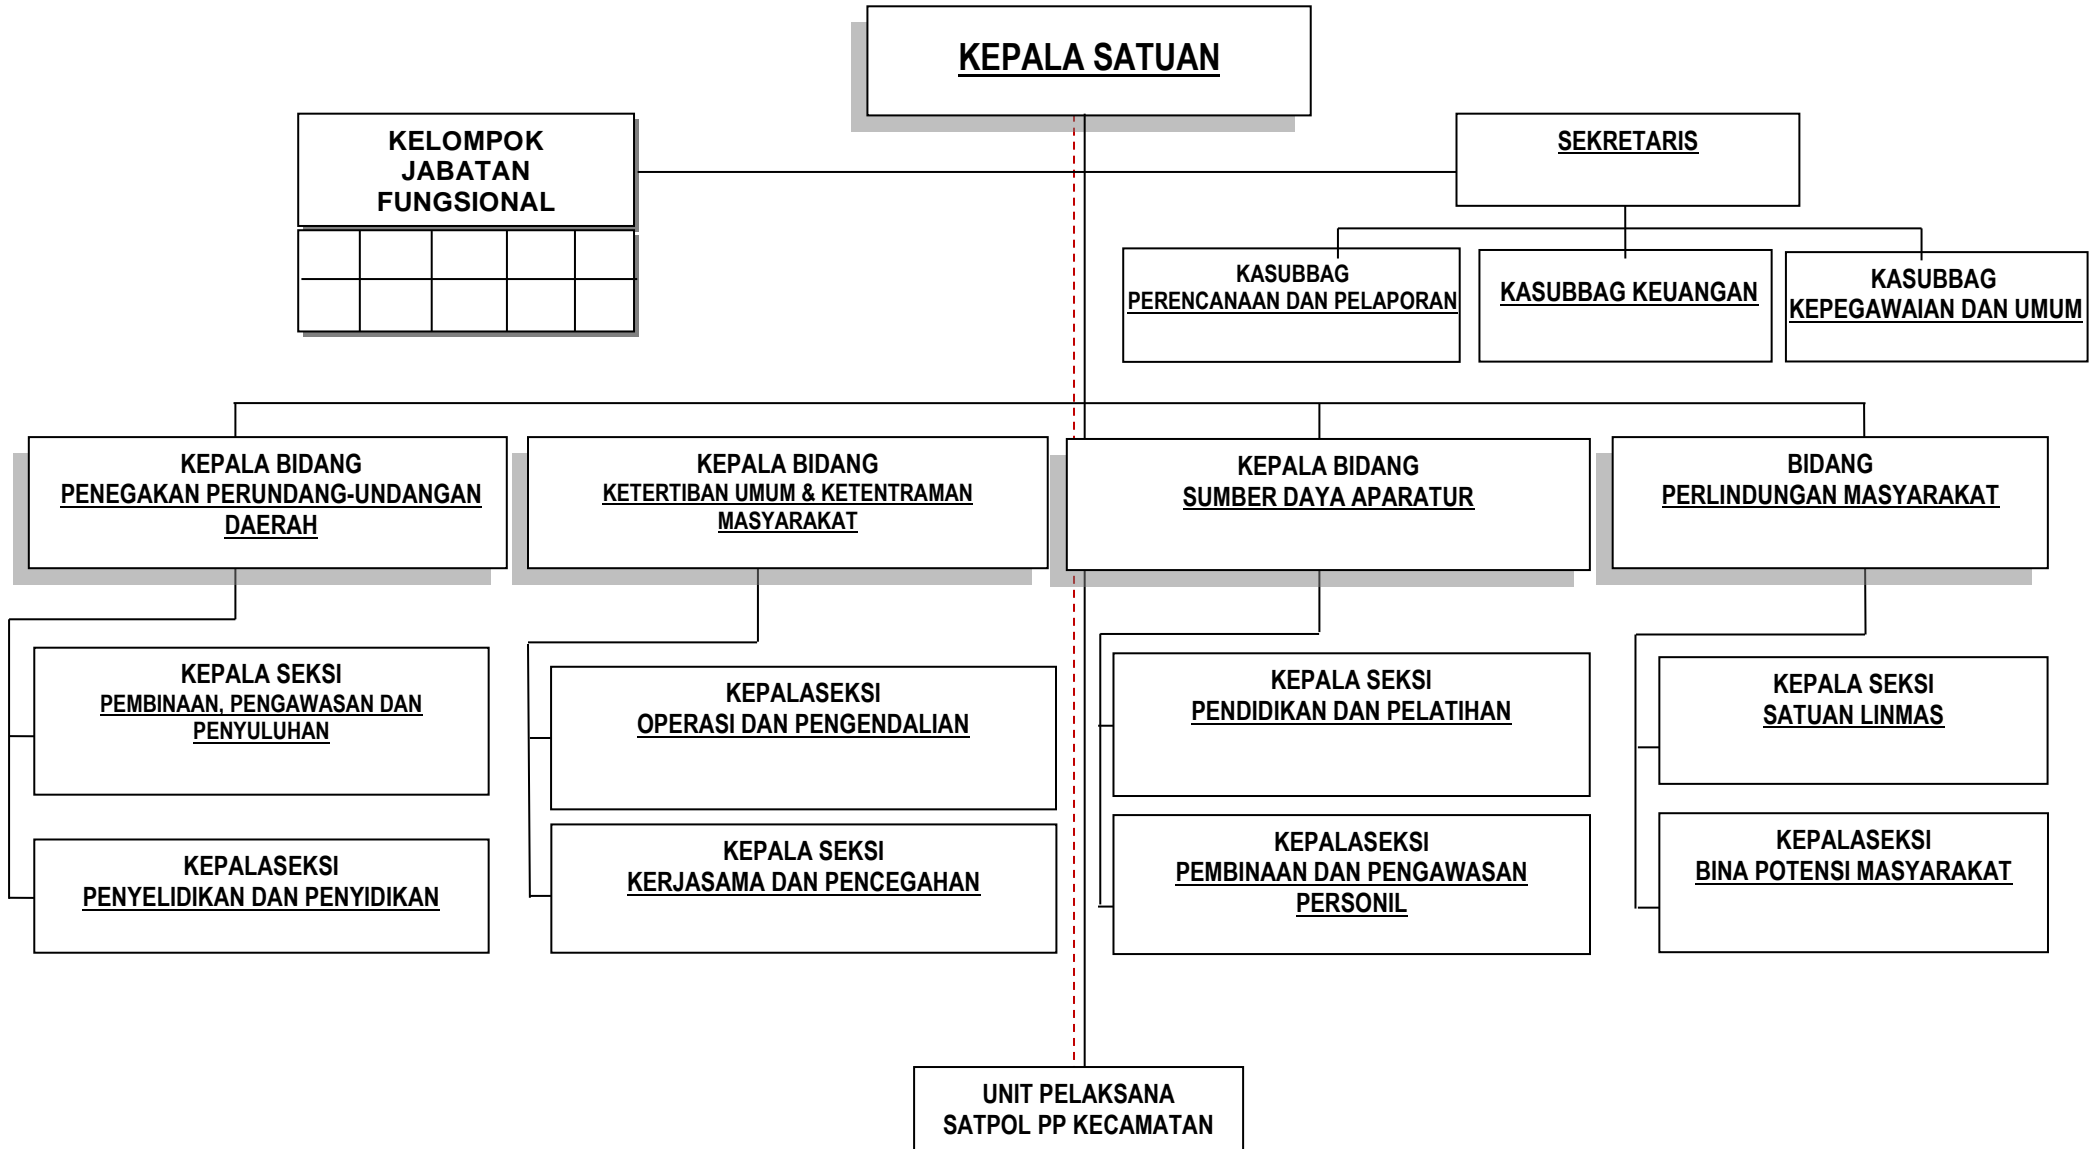 KEPALA SATUAN
KELOMPOK
JABATAN
FUNGSIONAL
SEKRETARIS
KASUBBAG
PERENCANAAN DAN PELAPORAN
KASUBBAG KEUANGAN
KASUBBAG
KEPEGAWAIAN DAN UMUM
KEPALA BIDANG
PENEGAKAN PERUNDANG-UNDANGAN
DAERAH
KEPALA BIDANG
KETERTIBAN UMUM & KETENTRAMAN
MASYARAKAT
KEPALA BIDANG
SUMBER DAYA APARATUR
BIDANG
PERLINDUNGAN MASYARAKAT
KEPALA SEKSI
PEMBINAAN, PENGAWASAN DAN
PENYULUHAN
KEPALASEKSI
OPERASI DAN PENGENDALIAN
KEPALA SEKSI
PENDIDIKAN DAN PELATIHAN
KEPALA SEKSI
SATUAN LINMAS
KEPALASEKSI
PENYELIDIKAN DAN PENYIDIKAN
KEPALA SEKSI
KERJASAMA DAN PENCEGAHAN
KEPALASEKSI
PEMBINAAN DAN PENGAWASAN
PERSONIL
KEPALASEKSI
BINA POTENSI MASYARAKAT
UNIT PELAKSANA
SATPOL PP KECAMATAN